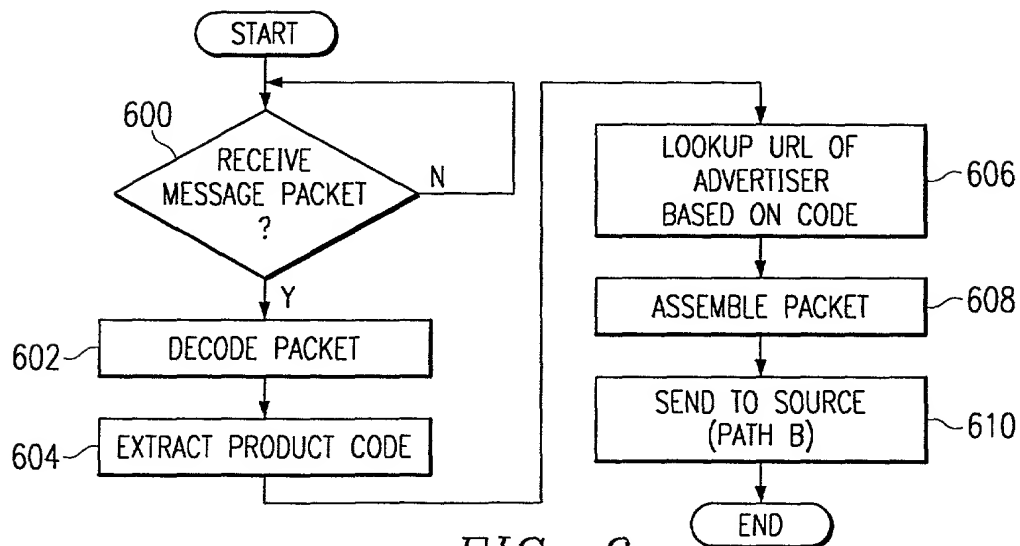 START
600
RECEIVE
MESSAGE PACKET
?
N
Y
602
DECODE PACKET
604
EXTRACT PRODUCT CODE
LOOKUP URL OF
ADVERTISER
BASED ON CODE
606
ASSEMBLE PACKET
608
SEND TO SOURCE
(PATH B)
610
END
FIG.